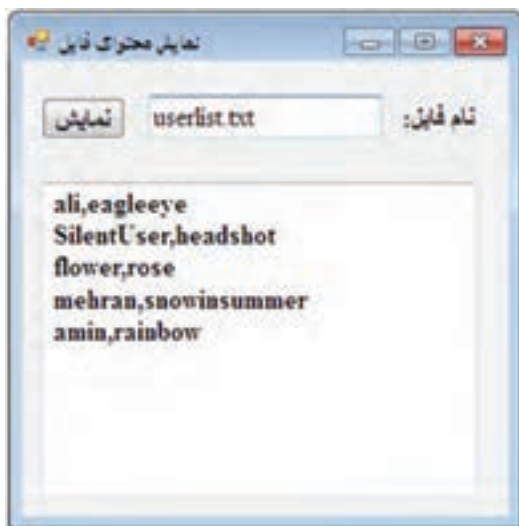 نمایش محتوای فایل
نام فایل: userlist.txt نمایش
ali,eagleeye
SilentUser,headshot
flower,rose
mehran,snowinsummer
amin,rainbow